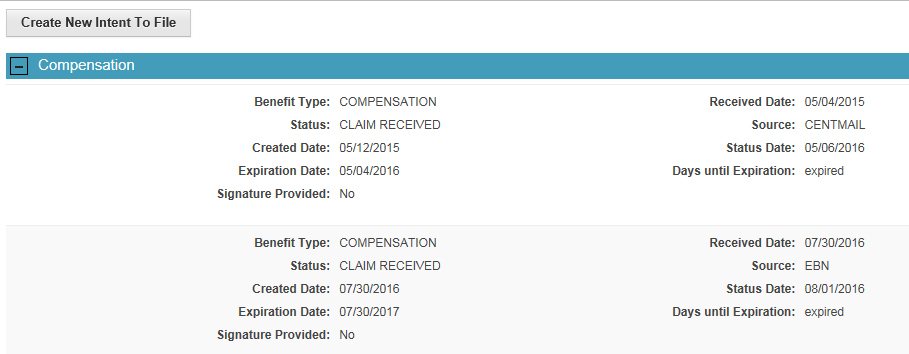 Create New Intent To File
Compensation
Benefit Type: COMPENSATION Received Date: 05/04/2015
Status: CLAIM RECEIVED Source: CENTMAIL
Created Date: 05/12/2015 Status Date: 05/06/2016
Expiration Date: 05/04/2016 Days until Expiration: expired
Signature Provided: No
Benefit Type: COMPENSATION Received Date: 07/30/2016
Status: CLAIM RECEIVED Source: EBN
Created Date: 07/30/2016 Status Date: 08/01/2016
Expiration Date: 07/30/2017 Days until Expiration: expired
Signature Provided: No